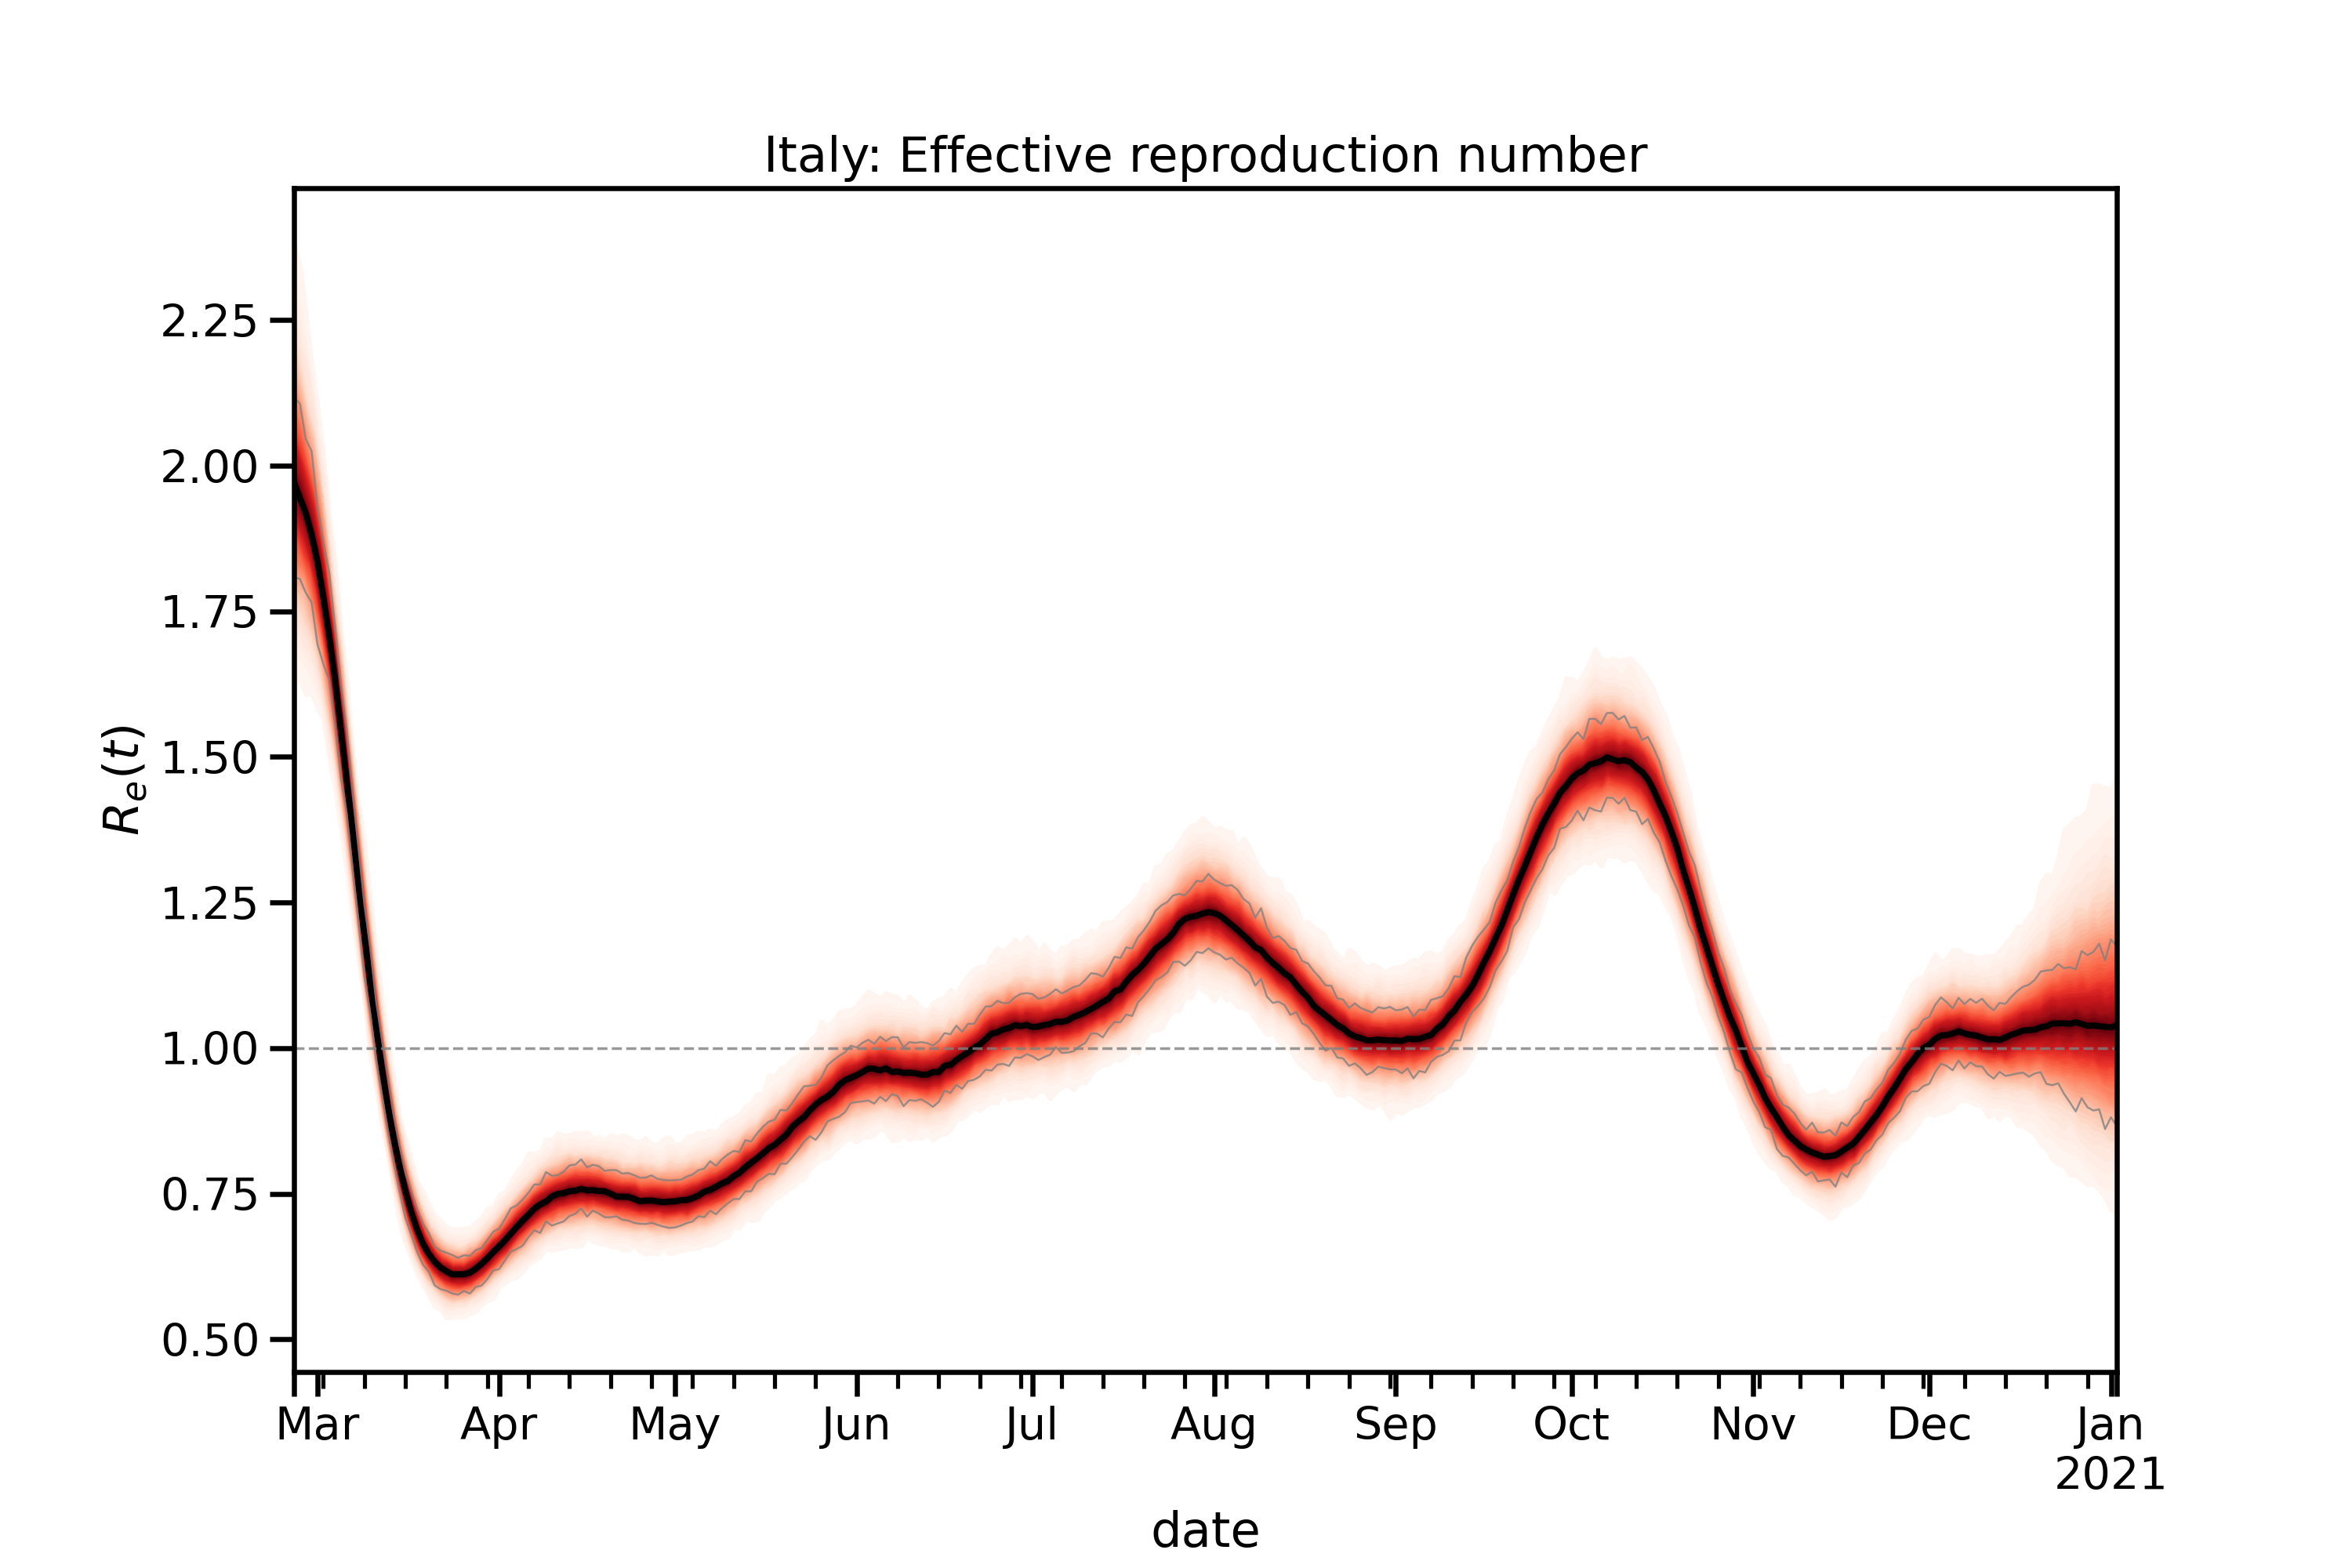 Italy: Effective reproduction number
2.25
2.00
1.75
1.50
1.25
1.00
0.75
0.50
Re(t)
Mar Apr May Jun Jul Aug Sep Oct Nov Dec Jan
2021
date